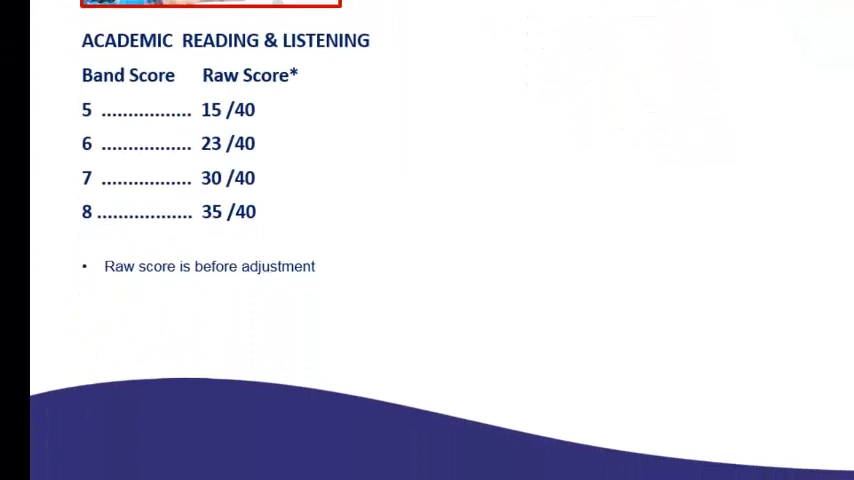 ACADEMIC READING & LISTENING
Band Score Raw Score*
5 ................. 15 /40
6 ................. 23 /40
7 ................. 30 /40
8 .................. 35 /40
• Raw score is before adjustment